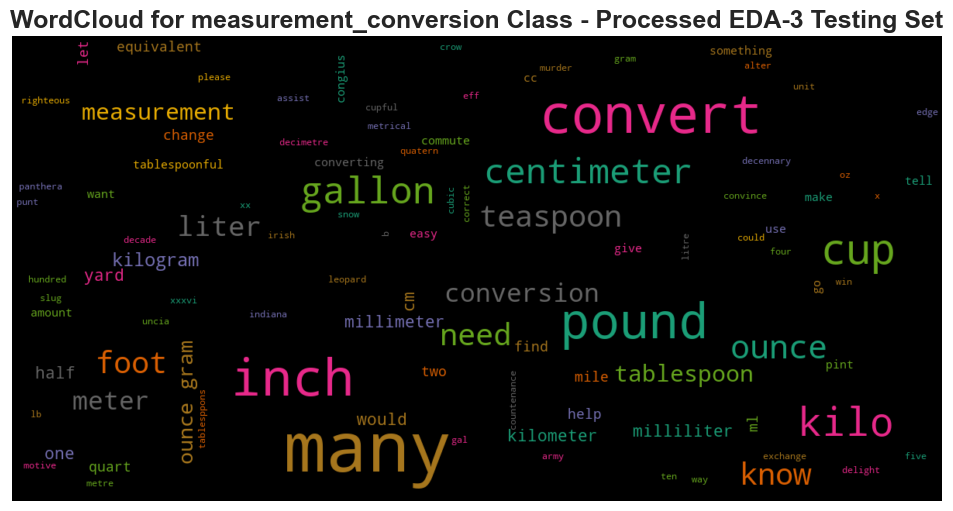 WordCloud for measurement_conversion Class - Processed EDA-3 Testing Set
let
equivalent
crow
something
murder
gram
alter
please
congius
cc
unit
righteous
assist
eff
convert
measurement
cupful
edge
metrical
change
decimetre
commute
quatern
tablespoonful
converting
centimeter
decennary
panthera
want
gallon
cubic
correct
oz
tell
punt
xx
snow
teaspoon
convince
make
x
liter
irish
b
easy
use
decade
could
kilogram
give
litre
four
cup
yard
hundred
leopard
go
win
slug
xxxvi
cm
conversion
amount
uncia
indiana
millimeter
pound
need
find
ounce
foot
ounce gram
inch
half
two
mile
tablespoon
pint
meter
tablesppons
countenance
kilo
lb
would
help
ml
many
gal
kilometer
milliliter
one
motive
quart
army
exchange
five
metre
ten
way
know
delight